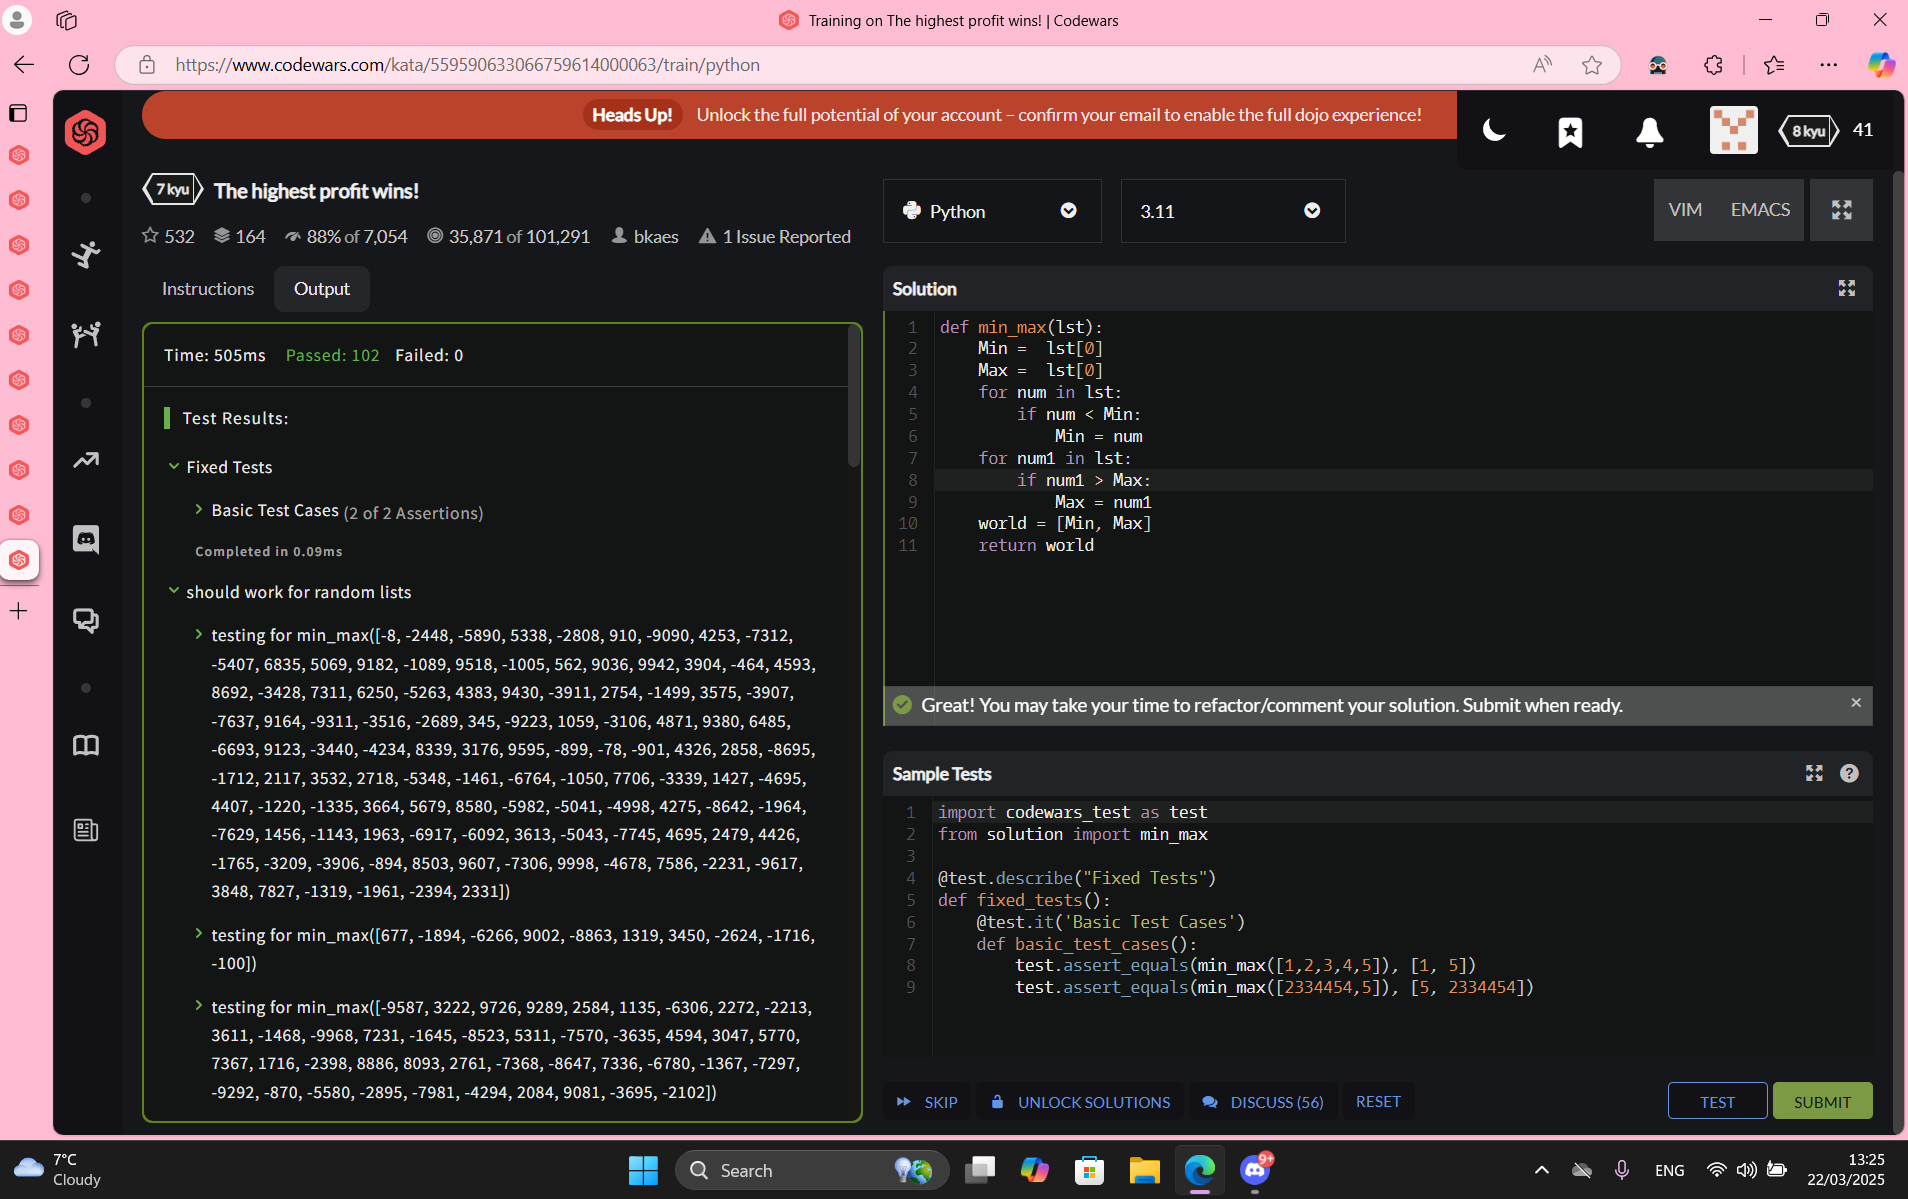 Training on The highest profit wins! | Codewars
https://www.codewars.com/kata/559590633066759614000063/train/python
Heads Up! Unlock the full potential of your account – confirm your email to enable the full dojo experience!
8 kyu 41
7 kyu The highest profit wins!
532 164 88% of 7,054 35,871 of 101,291 bkaes 1 Issue Reported
Python
3.11
VIM EMACS
Instructions Output
Time: 505ms Passed: 102 Failed: 0
Test Results:
Fixed Tests
Basic Test Cases (2 of 2 Assertions)
Completed in 0.09ms
should work for random lists
testing for min_max([-8, -2448, -5890, 5338, -2808, 910, -9090, 4253, -7312,
-5407, 6835, 5069, 9182, -1089, 9518, -1005, 562, 9036, 9942, 3904, -464, 4593,
8692, -3428, 7311, 6250, -5263, 4383, 9430, -3911, 2754, -1499, 3575, -3907,
-7637, 9164, -9311, -3516, -2689, 345, -9223, 1059, -3106, 4871, 9380, 6485,
-6693, 9123, -3440, -4234, 8339, 3176, 9595, -899, -78, -901, 4326, 2858, -8695,
-1712, 2117, 3532, 2718, -5348, -1461, -6764, -1050, 7706, -3339, 1427, -4695,
4407, -1220, -1335, 3664, 5679, 8580, -5982, -5041, -4998, 4275, -8642, -1964,
-7629, 1456, -1143, 1963, -6917, -6092, 3613, -5043, -7745, 4695, 2479, 4426,
-1765, -3209, -3906, -894, 8503, 9607, -7306, 9998, -4678, 7586, -2231, -9617,
3848, 7827, -1319, -1961, -2394, 2331])
testing for min_max([677, -1894, -6266, 9002, -8863, 1319, 3450, -2624, -1716,
-100])
testing for min_max([-9587, 3222, 9726, 9289, 2584, 1135, -6306, 2272, -2213,
3611, -1468, -9968, 7231, -1645, -8523, 5311, -7570, -3635, 4594, 3047, 5770,
7367, 1716, -2398, 8886, 8093, 2761, -7368, -8647, 7336, -6780, -1367, -7297,
-9292, -870, -5580, -2895, -7981, -4294, 2084, 9081, -3695, -2102])
Solution
1 def min_max(lst):
2     Min =  lst[0]
3     Max =  lst[0]
4     for num in lst:
5         if num < Min:
6             Min = num
7     for num1 in lst:
8         if num1 > Max:
9             Max = num1
10     world = [Min, Max]
11     return world
Great! You may take your time to refactor/comment your solution. Submit when ready.
Sample Tests
1 import codewars_test as test
2 from solution import min_max
3
4 @test.describe("Fixed Tests")
5 def fixed_tests():
6     @test.it('Basic Test Cases')
7     def basic_test_cases():
8         test.assert_equals(min_max([1,2,3,4,5]), [1, 5])
9         test.assert_equals(min_max([2334454,5]), [5, 2334454])
SKIP UNLOCK SOLUTIONS DISCUSS (56) RESET TEST SUBMIT
7°C
Cloudy
Search
9+
ENG
13:25
22/03/2025